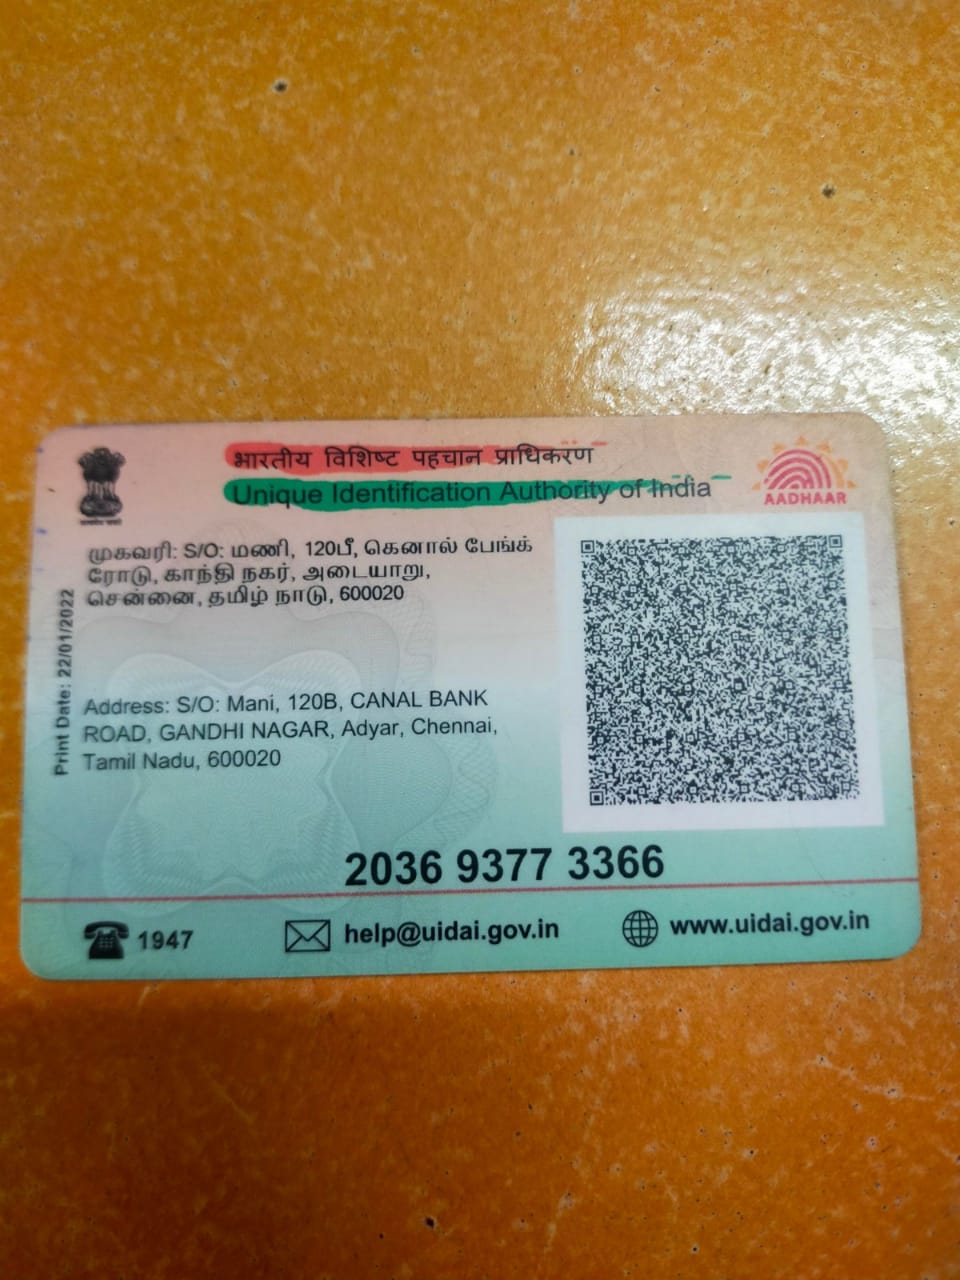 भारतीय विशिष्ट पहचान प्राधिकरण
Unique Identification Authority of India
AADHAAR
முகவரி: S/O: மணி, 120பீ, கெனால் பேங்க்
ரோடு, காந்தி நகர், அடையாறு,
சென்னை, தமிழ் நாடு, 600020
Print Date: 22/01/2022
Address: S/O: Mani, 120B, CANAL BANK
ROAD, GANDHI NAGAR, Adyar, Chennai,
Tamil Nadu, 600020
2036 9377 3366
1947
help@uidai.gov.in
www.uidai.gov.in